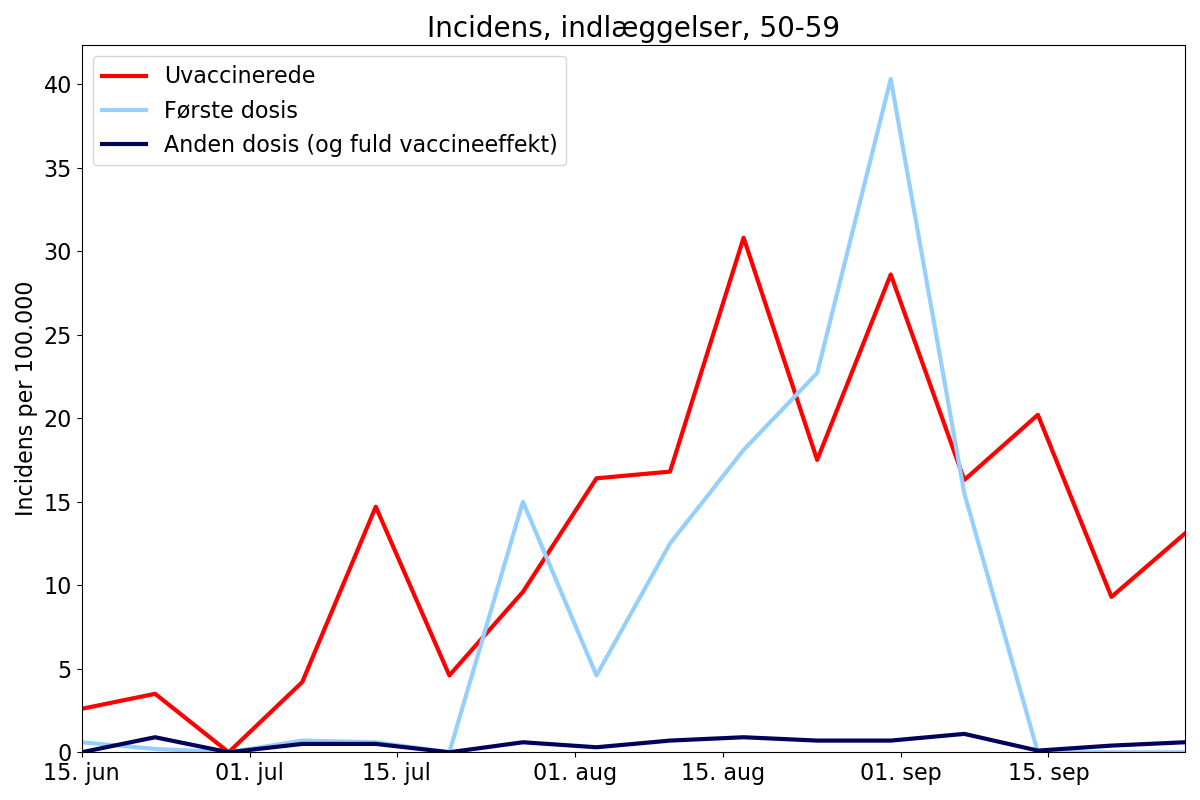 Incidens, indlæggelser, 50-59
Uvaccinerede
Første dosis
Anden dosis (og fuld vaccineeffekt)
Incidens per 100.000
40
35
30
25
20
15
10
5
0
15. jun
01. jul
15. jul
01. aug
15. aug
01. sep
15. sep